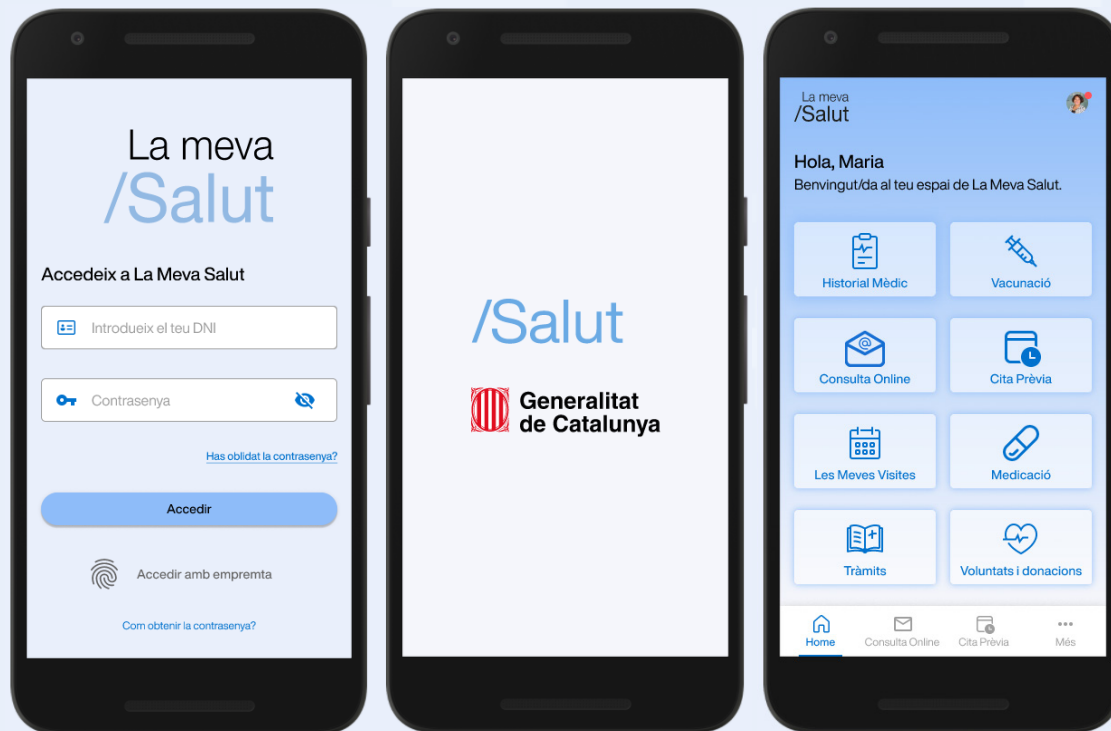 La meva
/Salut
Accedeix a La Meva Salut
Introdueix el teu DNI
Contrasenya
Has oblidat la contrasenya?
Accedir
Accedir amb empremta
Com obtenir la contrasenya?
/Salut
Generalitat
de Catalunya
La meva
/Salut
Hola, Maria
Benvingut/da al teu espai de La Meva Salut.
Historial Mèdic
Vacunació
Consulta Online
Cita Prèvia
Les Meves Visites
Medicació
Tràmits
Voluntats i donacions
Home
Consulta Online
Cita Prèvia
Més